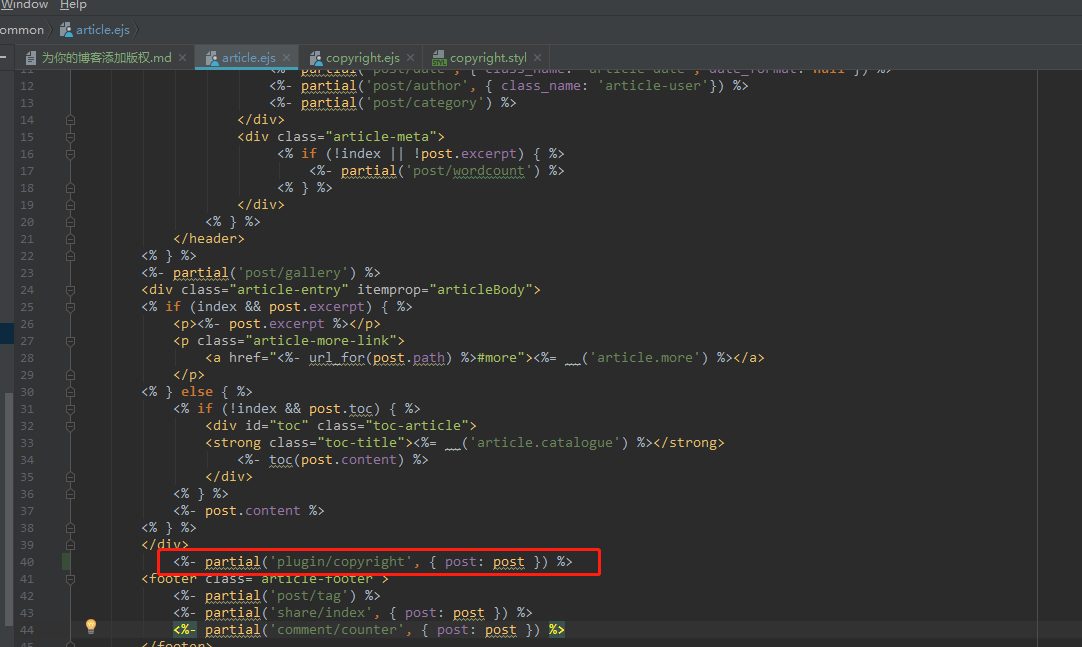 Window Help
ommon article.ejs
为你的博客添加版权.md article.ejs copyright.ejs copyright.styl
11 <%- partial('post/date', { class_name: 'article-date', date_format: null }) %>
12 <%- partial('post/author', { class_name: 'article-user'}) %>
13 <%- partial('post/category') %>
14 </div>
15 <div class="article-meta">
16 <% if (!index || !post.excerpt) { %>
17 <%- partial('post/wordcount') %>
18 <% } %>
19 </div>
20 <% } %>
21 </header>
22 <% } %>
23 <%- partial('post/gallery') %>
24 <div class="article-entry" itemprop="articleBody">
25 <% if (index && post.excerpt) { %>
26 <p><%- post.excerpt %></p>
27 <p class="article-more-link">
28 <a href="<%- url_for(post.path) %>#more"><%= __('article.more') %></a>
29 </p>
30 <% } else { %>
31 <% if (!index && post.toc) { %>
32 <div id="toc" class="toc-article">
33 <strong class="toc-title"><%= __('article.catalogue') %></strong>
34 <%- toc(post.content) %>
35 </div>
36 <% } %>
37 <%- post.content %>
38 <% } %>
39 </div>
40 <%- partial('plugin/copyright', { post: post }) %>
41 <footer class="article-footer">
42 <%- partial('post/tag') %>
43 <%- partial('share/index', { post: post }) %>
44 <%- partial('comment/counter', { post: post }) %>
45 </footer>